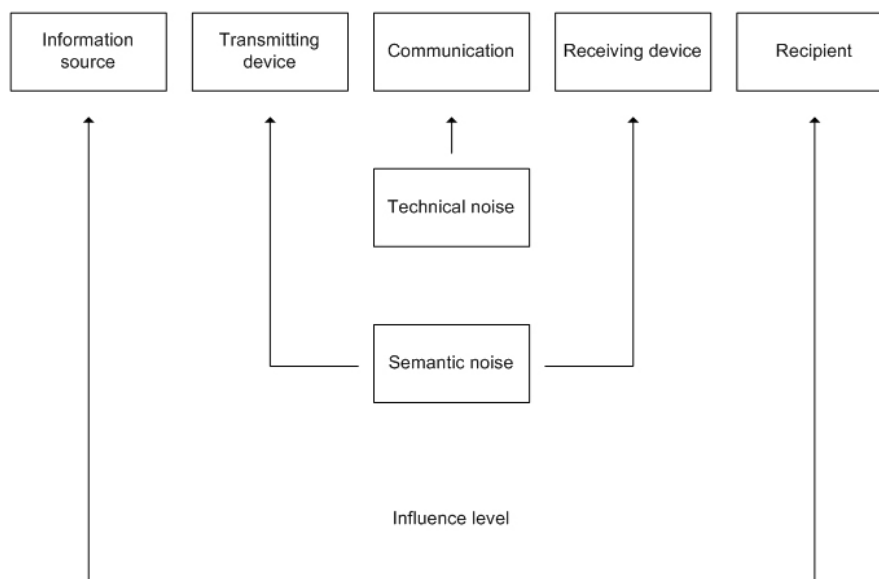 Information
source
Transmitting
device
Communication
Receiving device
Recipient
Technical noise
Semantic noise
Influence level